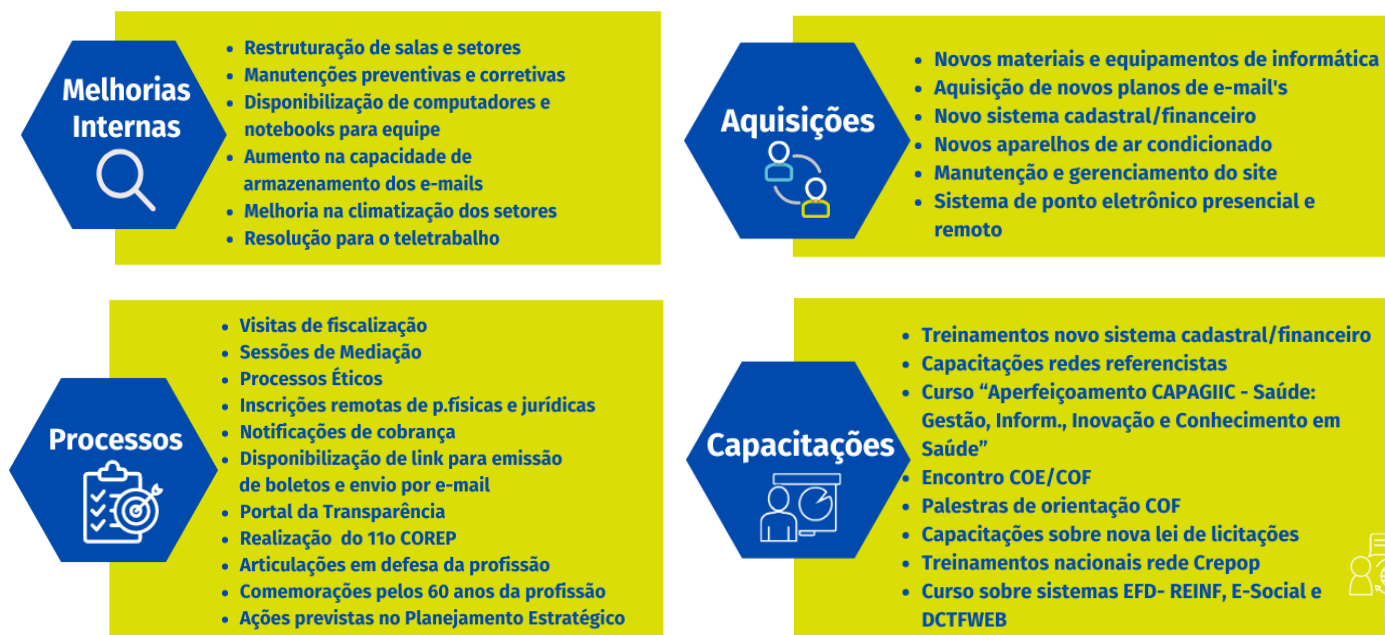 Melhorias
Internas
• Restruturação de salas e setores
• Manutenções preventivas e corretivas
• Disponibilização de computadores e
notebooks para equipe
• Aumento na capacidade de
armazenamento dos e-mails
• Melhoria na climatização dos setores
• Resolução para o teletrabalho
Aquisições
• Novos materiais e equipamentos de informática
• Aquisição de novos planos de e-mail's
• Novo sistema cadastral/financeiro
• Novos aparelhos de ar condicionado
• Manutenção e gerenciamento do site
• Sistema de ponto eletrônico presencial e
remoto
Processos
• Visitas de fiscalização
• Sessões de Mediação
• Processos Éticos
• Inscrições remotas de p.físicas e jurídicas
• Notificações de cobrança
• Disponibilização de link para emissão
de boletos e envio por e-mail
• Portal da Transparência
• Realização do 11o COREP
• Articulações em defesa da profissão
• Comemorações pelos 60 anos da profissão
• Ações previstas no Planejamento Estratégico
Capacitações
• Treinamentos novo sistema cadastral/financeiro
• Capacitações redes referencistas
• Curso “Aperfeiçoamento CAPAGIIC - Saúde:
Gestão, Inform., Inovação e Conhecimento em
Saúde”
• Encontro COE/COF
• Palestras de orientação COF
• Capacitações sobre nova lei de licitações
• Treinamentos nacionais rede Crepop
• Curso sobre sistemas EFD- REINF, E-Social e
DCTFWEB